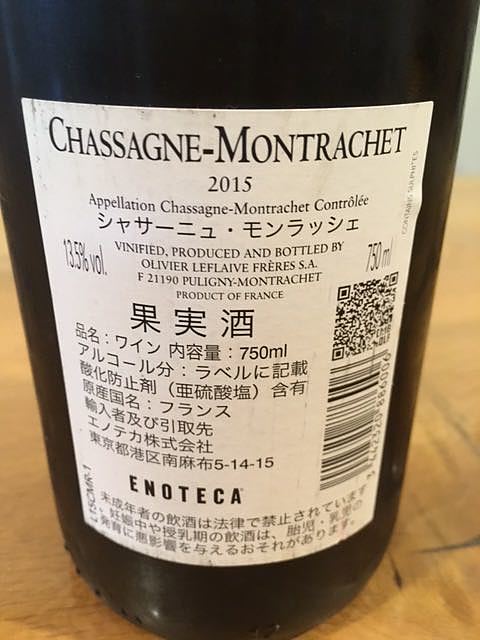 CHASSAGNE-MONTRACHET
2015
Appellation Chassagne-Montrachet Contrôlée
シャサーニュ・モンラッシェ
13.5% vol.
750 ml
VINIFIED, PRODUCED AND BOTTLED BY
OLIVIER LEFLAIVE FRÈRES S.A.
F 21190 PULIGNY-MONTRACHET
PRODUCT OF FRANCE
CONTAINS SULPHITES
果実酒
品名：ワイン 内容量：750ml
アルコール分：ラベルに記載
酸化防止剤（亜硫酸塩）含有
原産国名：フランス
輸入者及び引取先
エノテカ株式会社
東京都港区南麻布5-14-15
ENOTECA
未成年者の飲酒は法律で禁止されています
妊娠中や授乳期の飲酒は、胎児・乳児の
発育に悪影響を与えるおそれがあります。